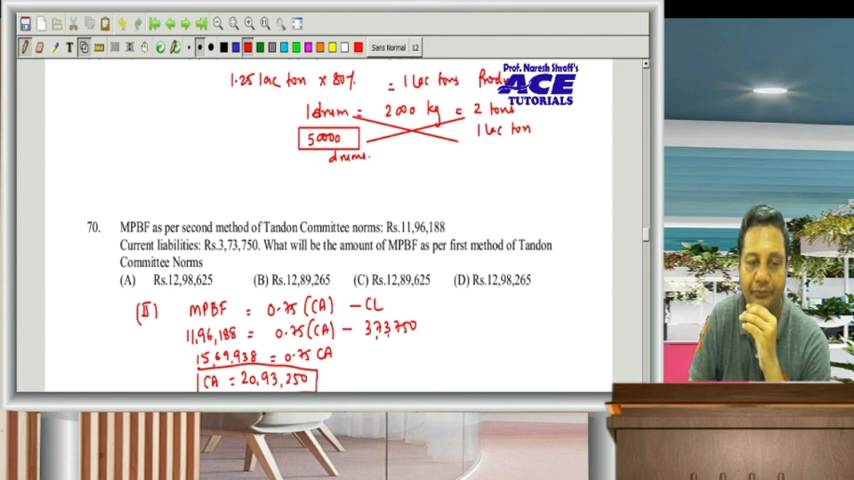 Sans Normal 12
1.25 lac ton x 80% = 1 lac tons Produ
Prof. Naresh Shroff's
ACE
TUTORIALS
1 drum = 2000 kg = 2 tons
50000
1 lac ton
drums.
70. MPBF as per second method of Tandon Committee norms: Rs.11,96,188
Current liabilities: Rs.3,73,750. What will be the amount of MPBF as per first method of Tandon
Committee Norms
(A) Rs.12,98,625 (B) Rs.12,89,265 (C) Rs.12,89,625 (D) Rs.12,98,265
(II) MPBF = 0.75 (CA) - CL
11,96,188 = 0.75 (CA) - 3,73,750
15,69,938 = 0.75 CA
CA = 20,93,250